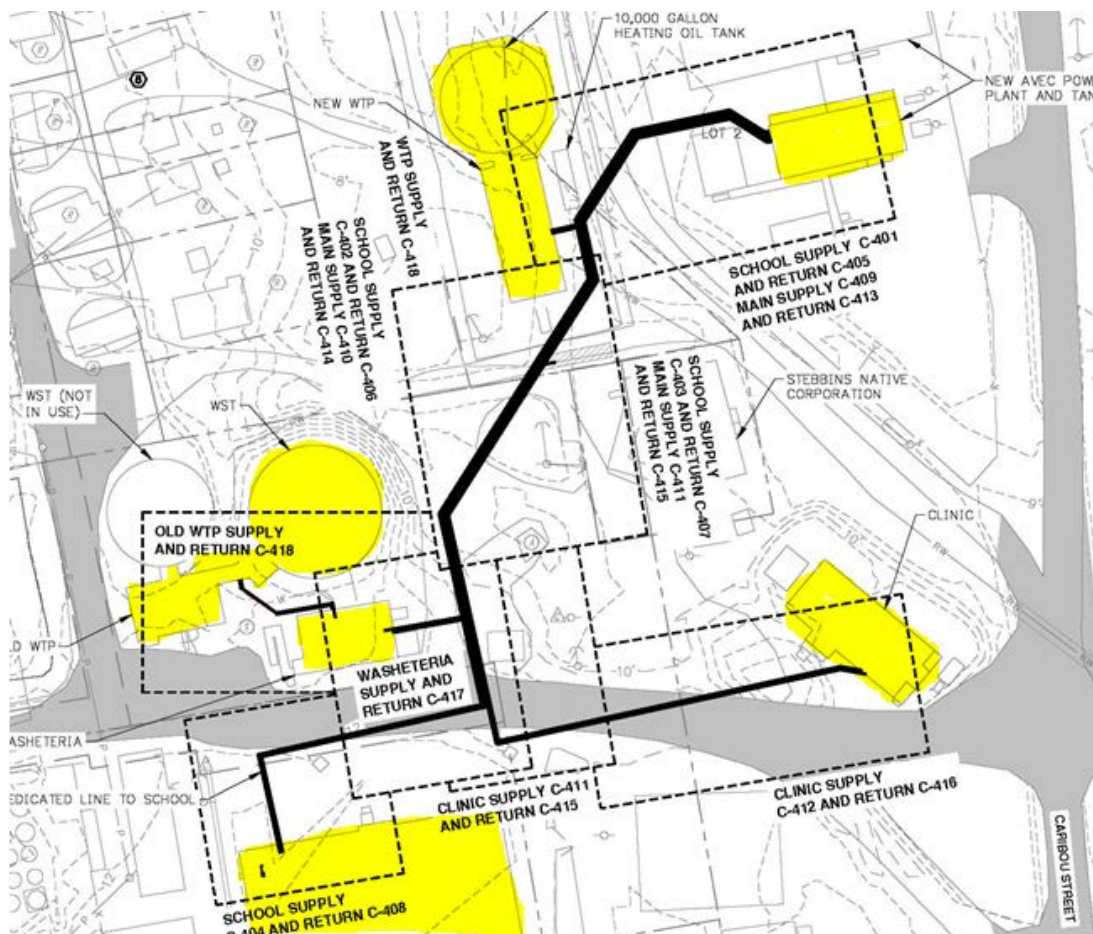 10,000 GALLON
HEATING OIL TANK
NEW WTP
NEW AVEC
PLANT AND
LOT 2
8'
WTP SUPPLY
AND RETURN C-418
SCHOOL SUPPLY
C-402 AND RETURN C-406
MAIN SUPPLY C-410
AND RETURN C-414
SCHOOL SUPPLY C-401
AND RETURN C-405
MAIN SUPPLY C-409
AND RETURN C-413
SCHOOL SUPPLY
C-403 AND RETURN C-407
MAIN SUPPLY C-411
AND RETURN C-415
STEBBINS NATIVE
CORPORATION
WST (NOT
IN USE)
WST
OLD WTP SUPPLY
AND RETURN C-418
CLINIC
WTP
WASHETERIA
SUPPLY AND
RETURN C-417
ASHETERIA
EDICATED LINE TO SCHOOL
CLINIC SUPPLY C-411
AND RETURN C-415
CLINIC SUPPLY
C-412 AND RETURN C-416
CARIBOU STREET
SCHOOL SUPPLY
C-404 AND RETURN C-408